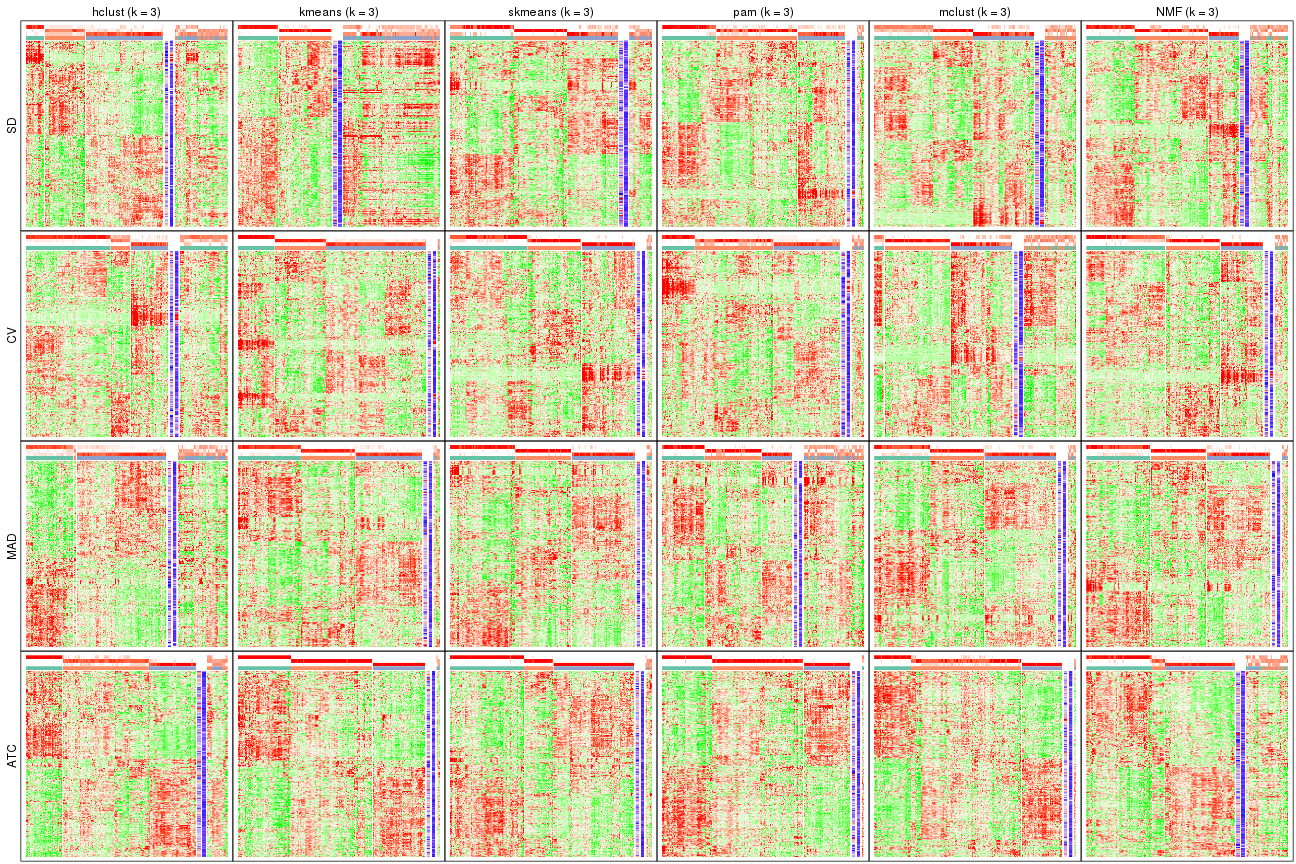 hclust (k = 3) kmeans (k = 3) skmeans (k = 3) pam (k = 3) mclust (k = 3) NMF (k = 3)
SD
CV
MAD
ATC